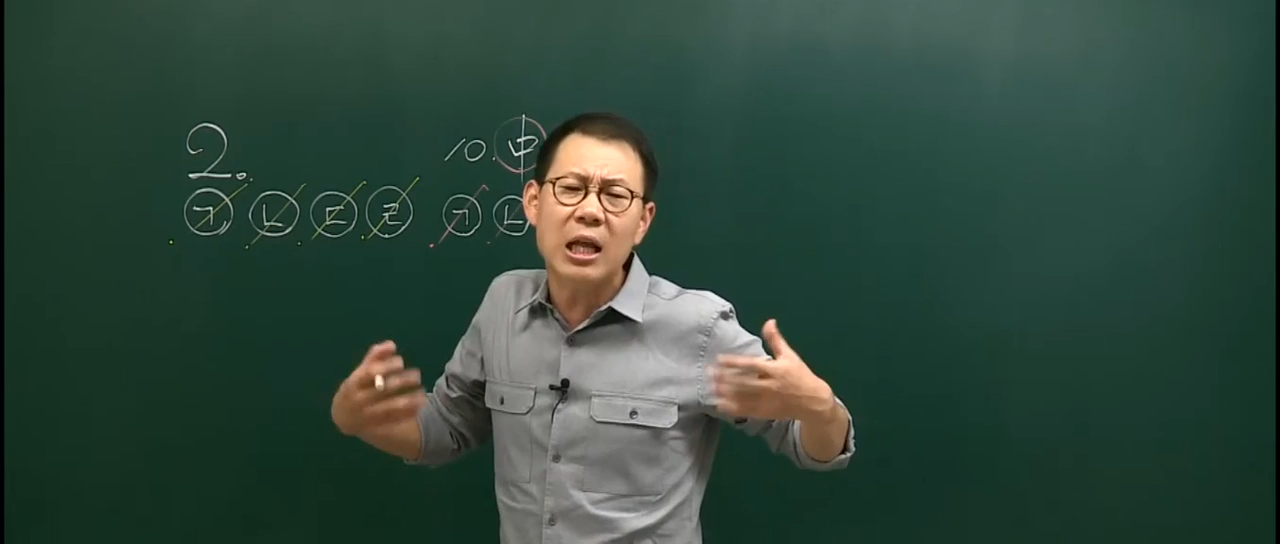 2.
㉠ ㉡ ㉢ ㉣
10. 中
㉠ ㉡